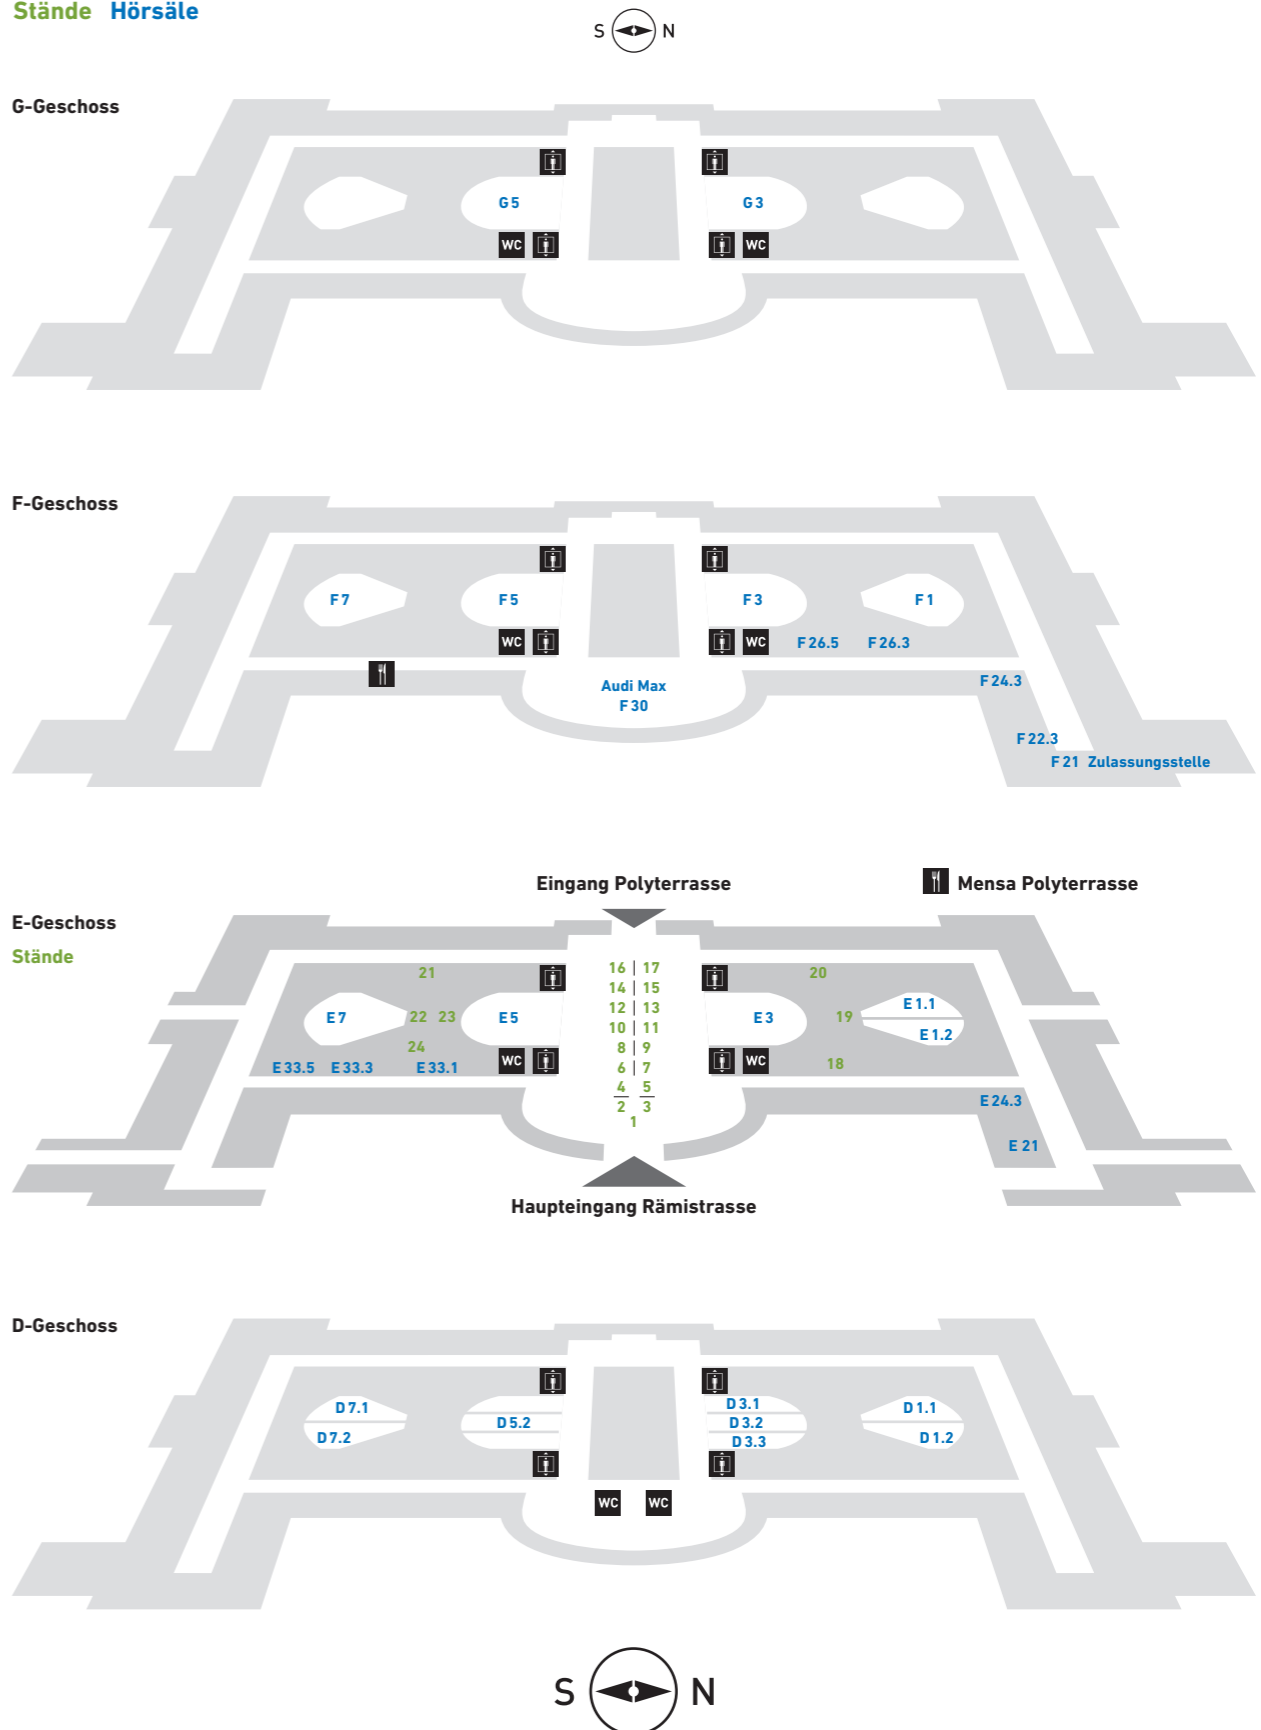 Stände Hörsäle
S N
G-Geschoss
G 5 G 3
WC WC
F-Geschoss
F 7 F 5 F 3 F 1
WC WC F 26.5 F 26.3
Audi Max
F 30
F 24.3
F 22.3
F 21 Zulassungsstelle
Eingang Polyterrasse
Mensa Polyterrasse
E-Geschoss
Stände
16 | 17
14 | 15
12 | 13
10 | 11
8 | 9
6 | 7
4 5
2 3
1
21
E 7 22 23 E 5
24
E 33.5 E 33.3 E 33.1 WC
20
E 3 19 E 1.1
E 1.2
WC 18
E 24.3
E 21
Haupteingang Rämistrasse
D-Geschoss
D 7.1
D 7.2
D 5.2
D 3.1
D 3.2
D 3.3
D 1.1
D 1.2
WC WC
S N